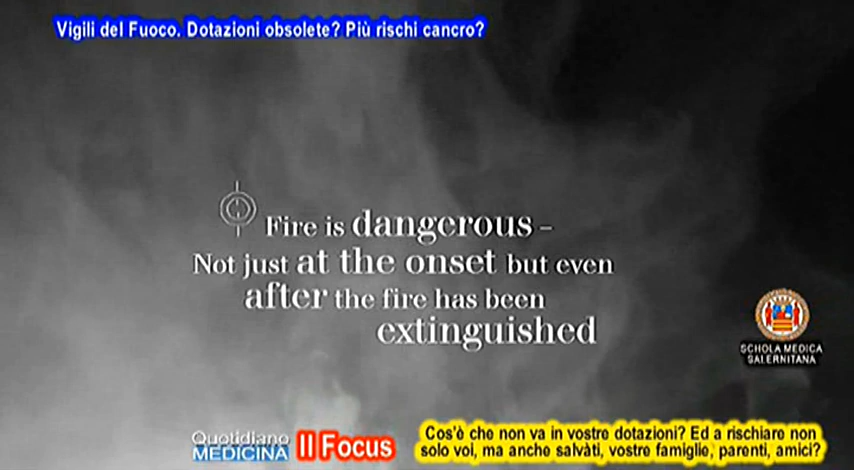 Vigili del Fuoco. Dotazioni obsolete? Più rischi cancro?
Fire is dangerous –
Not just at the onset but even
after the fire has been
extinguished
SCHOLA MEDICA
SALERNITANA
Quotidiano
MEDICINA
Il Focus
Cos'è che non va in vostre dotazioni? Ed a rischiare non
solo voi, ma anche salvàti, vostre famiglie, parenti, amici?